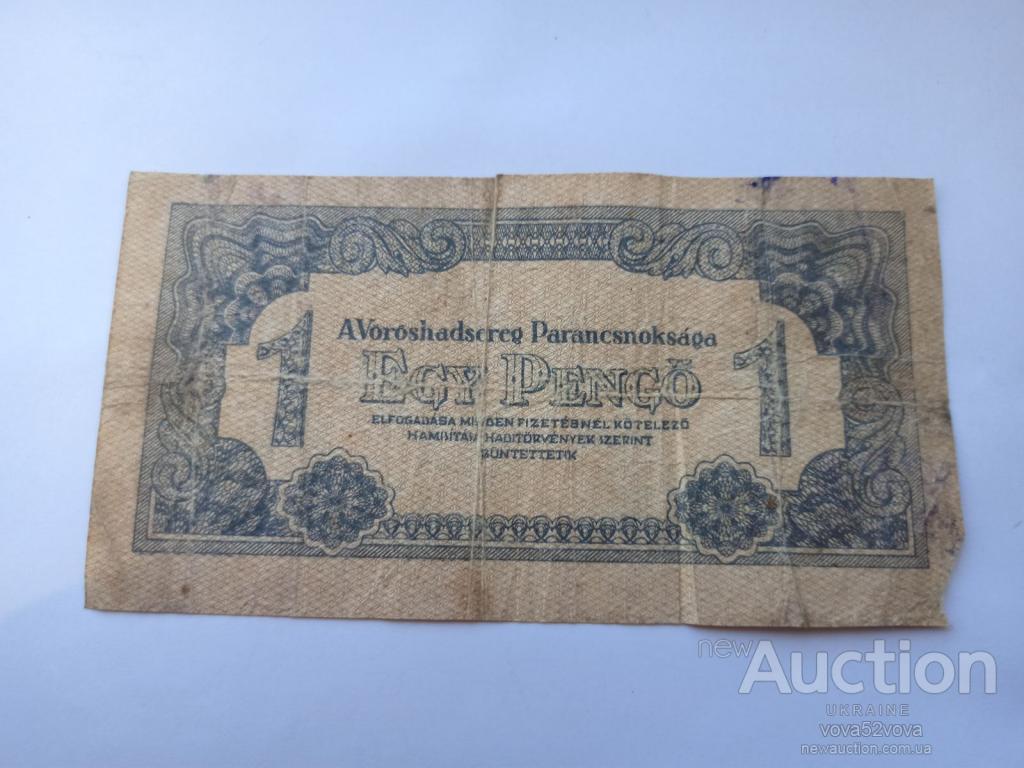 1
A Vöröshadsereg Parancsnoksága
1
EGY PENGŐ
ELFOGADÁSA MINDEN FIZETÉSNÉL KÖTELEZŐ
HAMISÍTÁSA HADITÖRVÉNYEK SZERINT
BÜNTETTETIK
newAuction
UKRAINE
vova52vova
newauction.com.ua